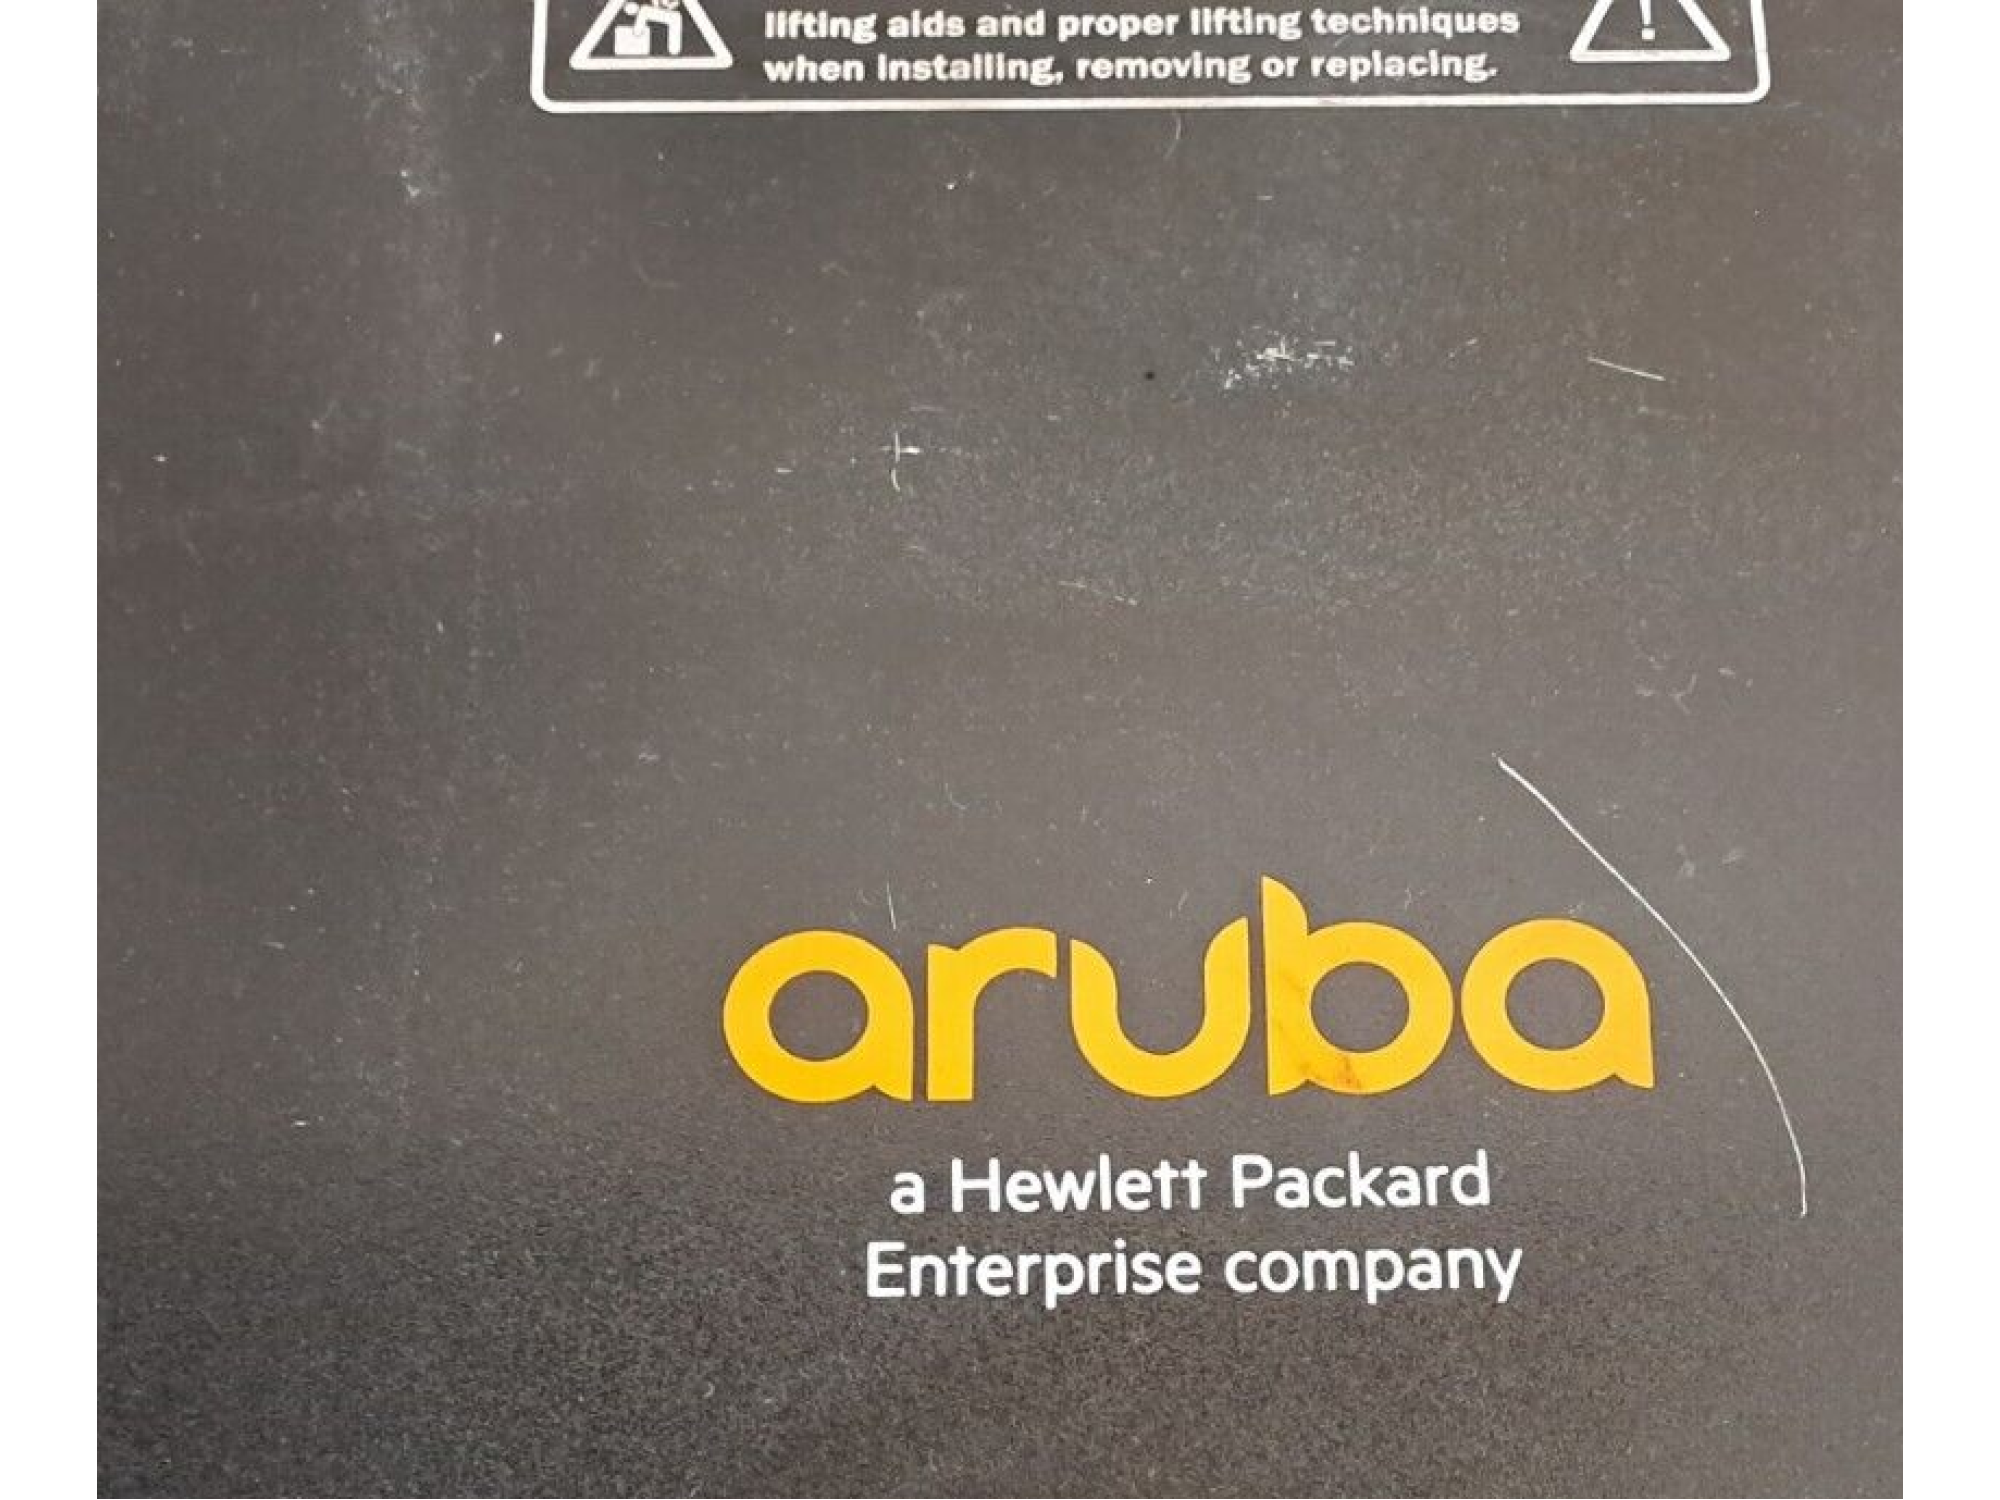 lifting aids and proper lifting techniques
when installing, removing or replacing.
aruba
a Hewlett Packard
Enterprise company